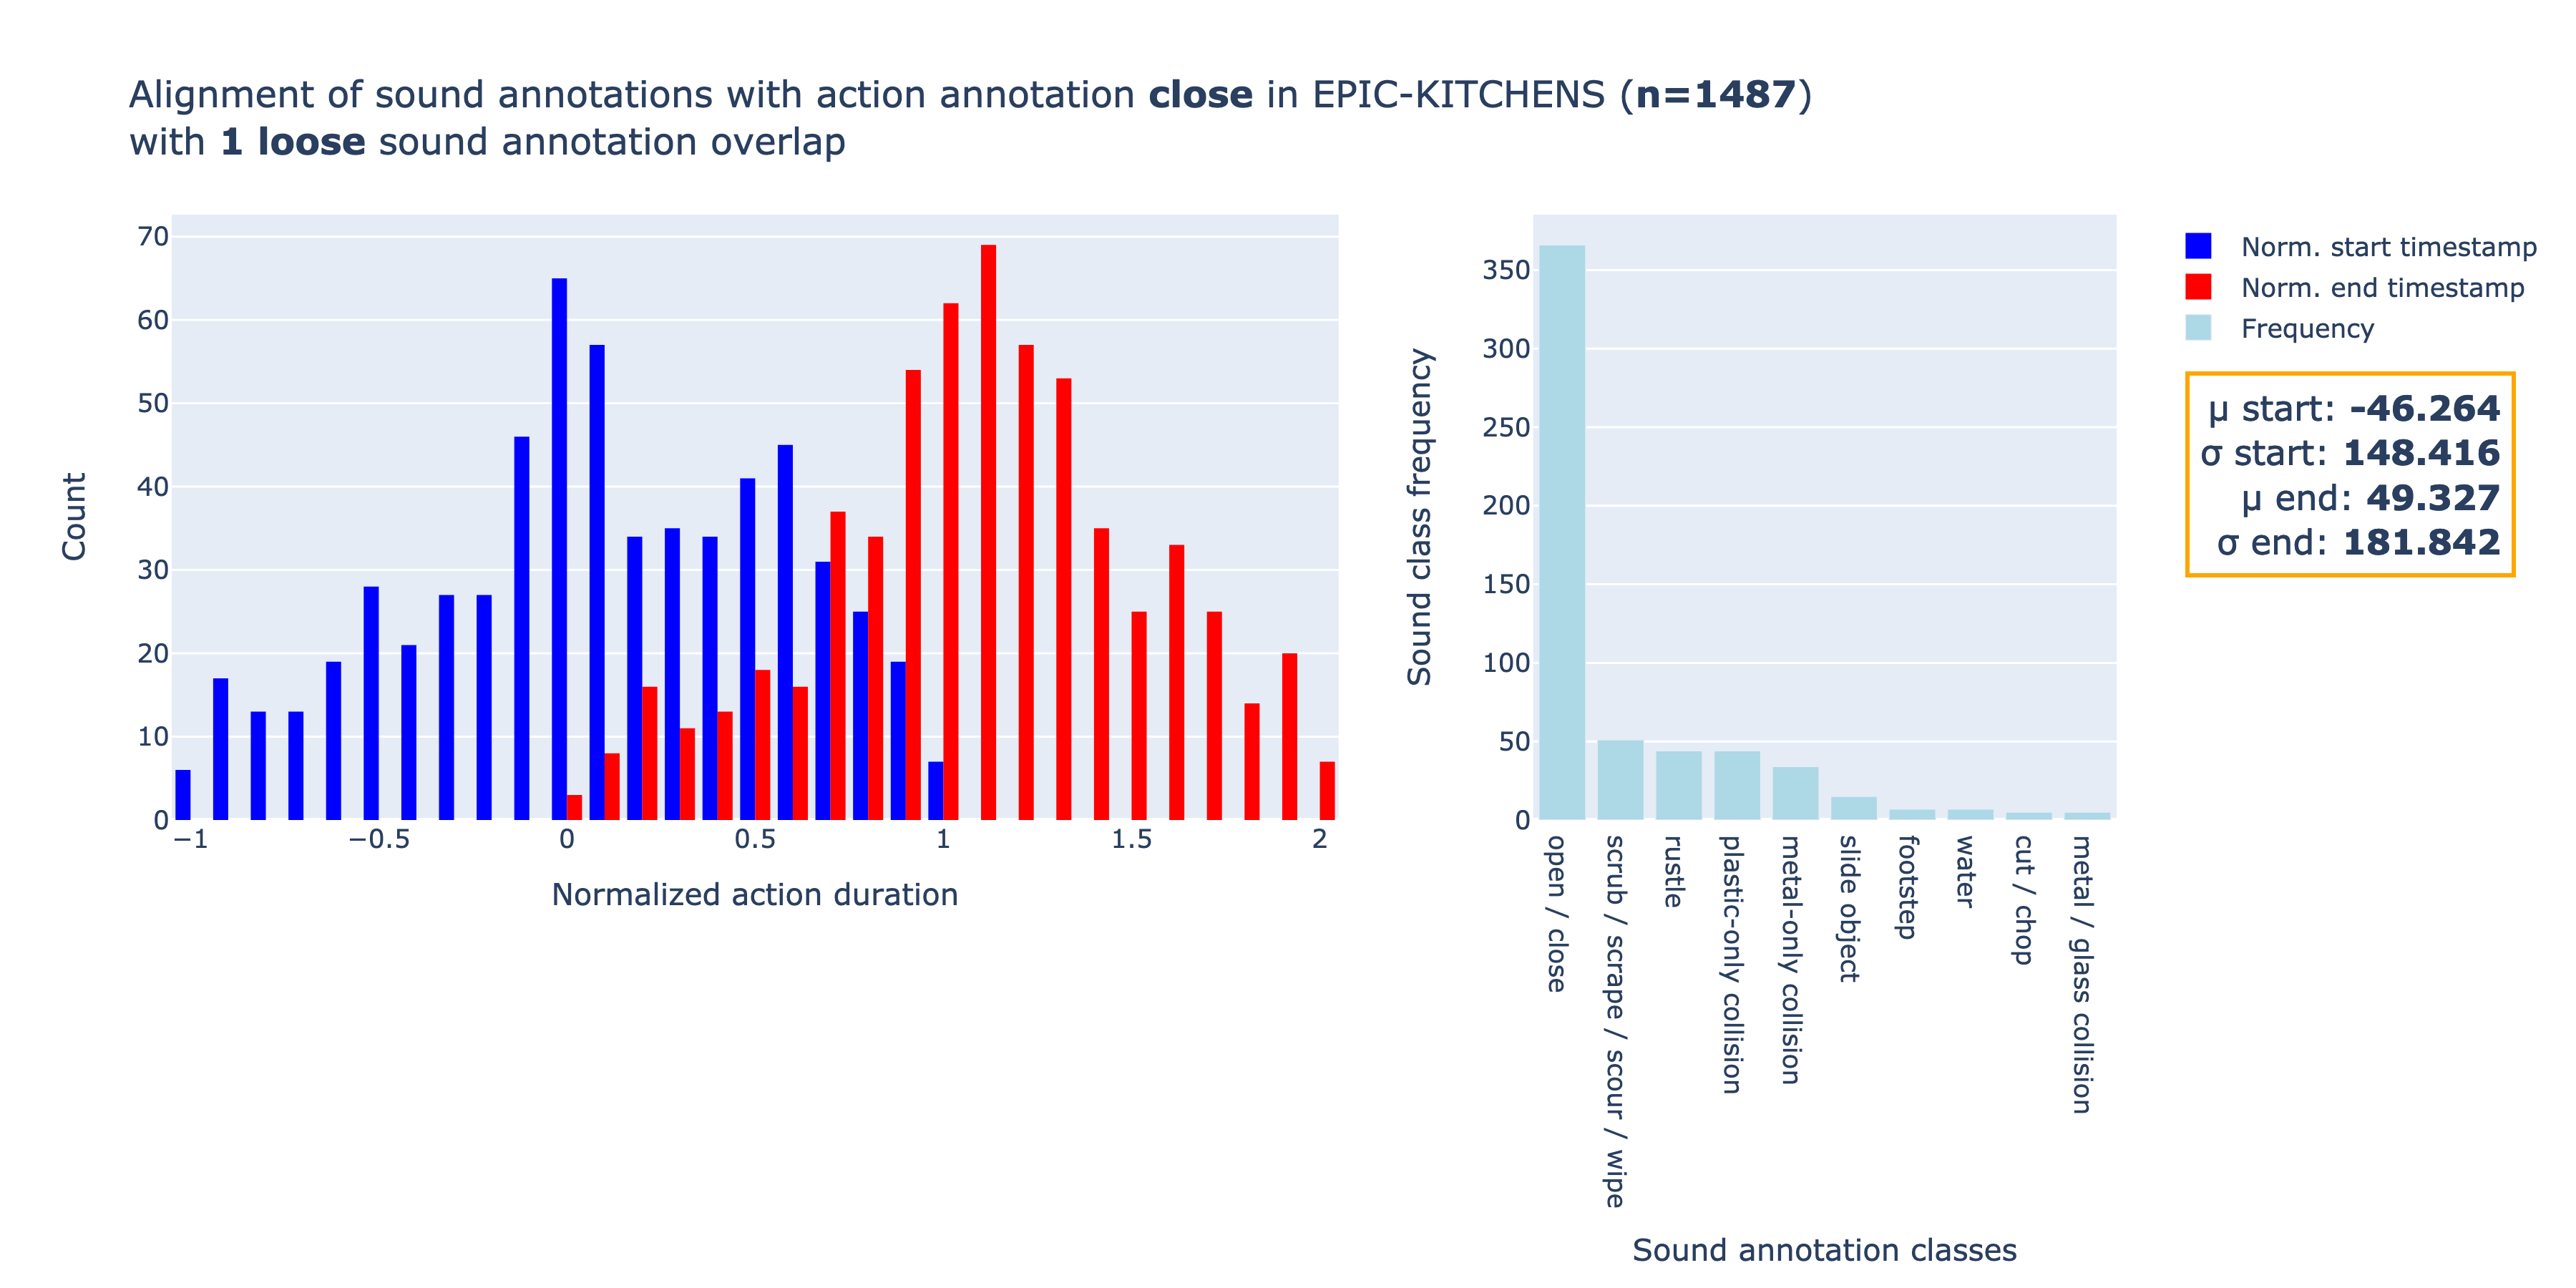 Alignment of sound annotations with action annotation close in EPIC-KITCHENS (n=1487)
with 1 loose sound annotation overlap
70
60
50
40
30
20
10
0
Count
−1
−0.5
0
0.5
1
1.5
2
Normalized action duration
350
300
250
200
150
100
50
0
Sound class frequency
open / close
scrub / scrape / scour / wipe
rustle
plastic-only collision
metal-only collision
slide object
footstep
water
cut / chop
metal / glass collision
Sound annotation classes
Norm. start timestamp
Norm. end timestamp
Frequency
μ start: -46.264
σ start: 148.416
μ end: 49.327
σ end: 181.842